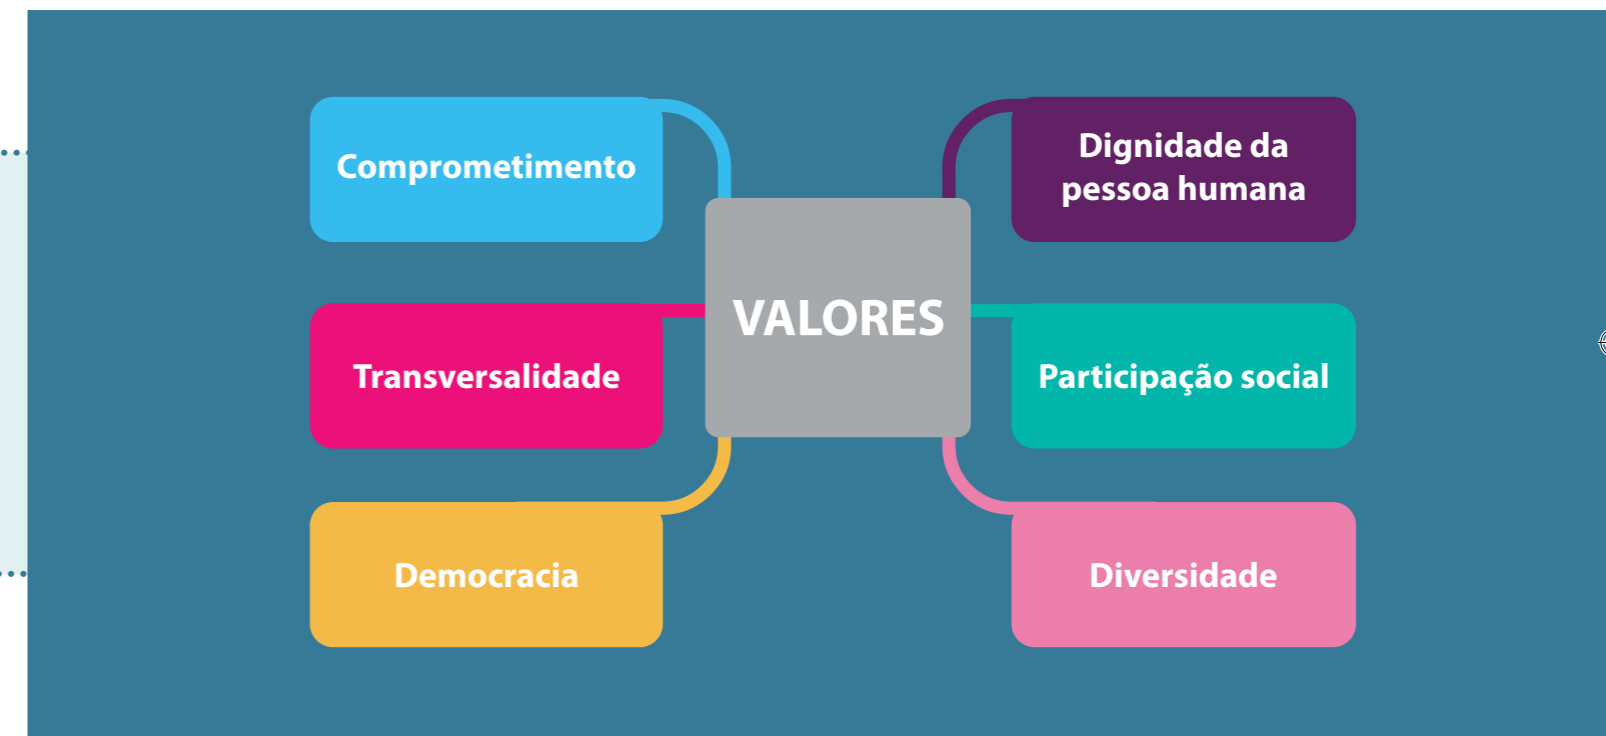 Comprometimento
Dignidade da
pessoa humana
VALORES
Transversalidade
Participação social
Democracia
Diversidade